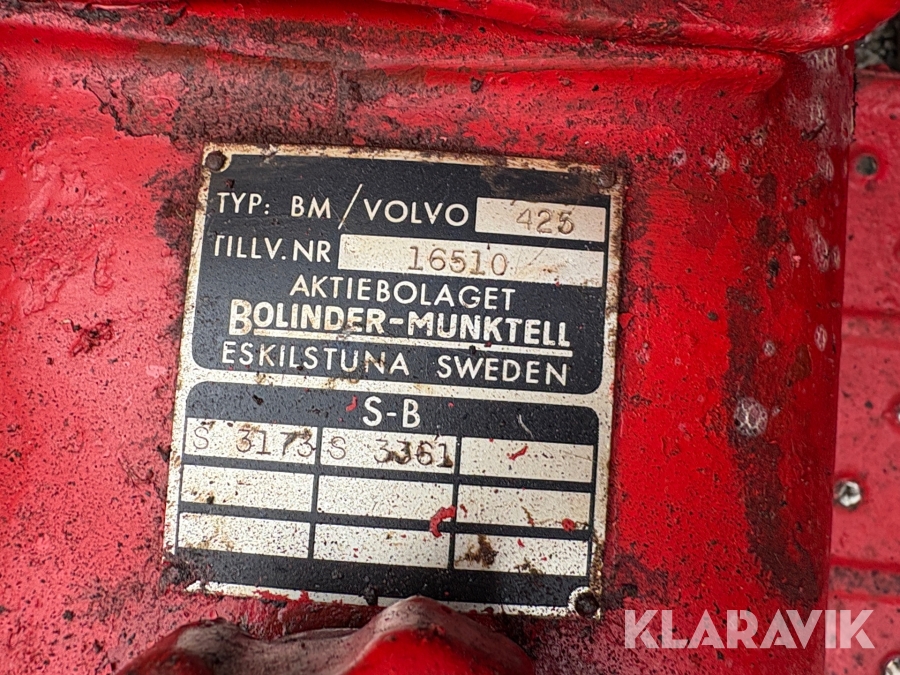 TYP: BM/VOLVO 425
TILLV. NR 16510
AKTIEBOLAGET
BOLINDER-MUNKTELL
ESKILSTUNA SWEDEN
S-B
S 3173 S 3361
KLARAVIK